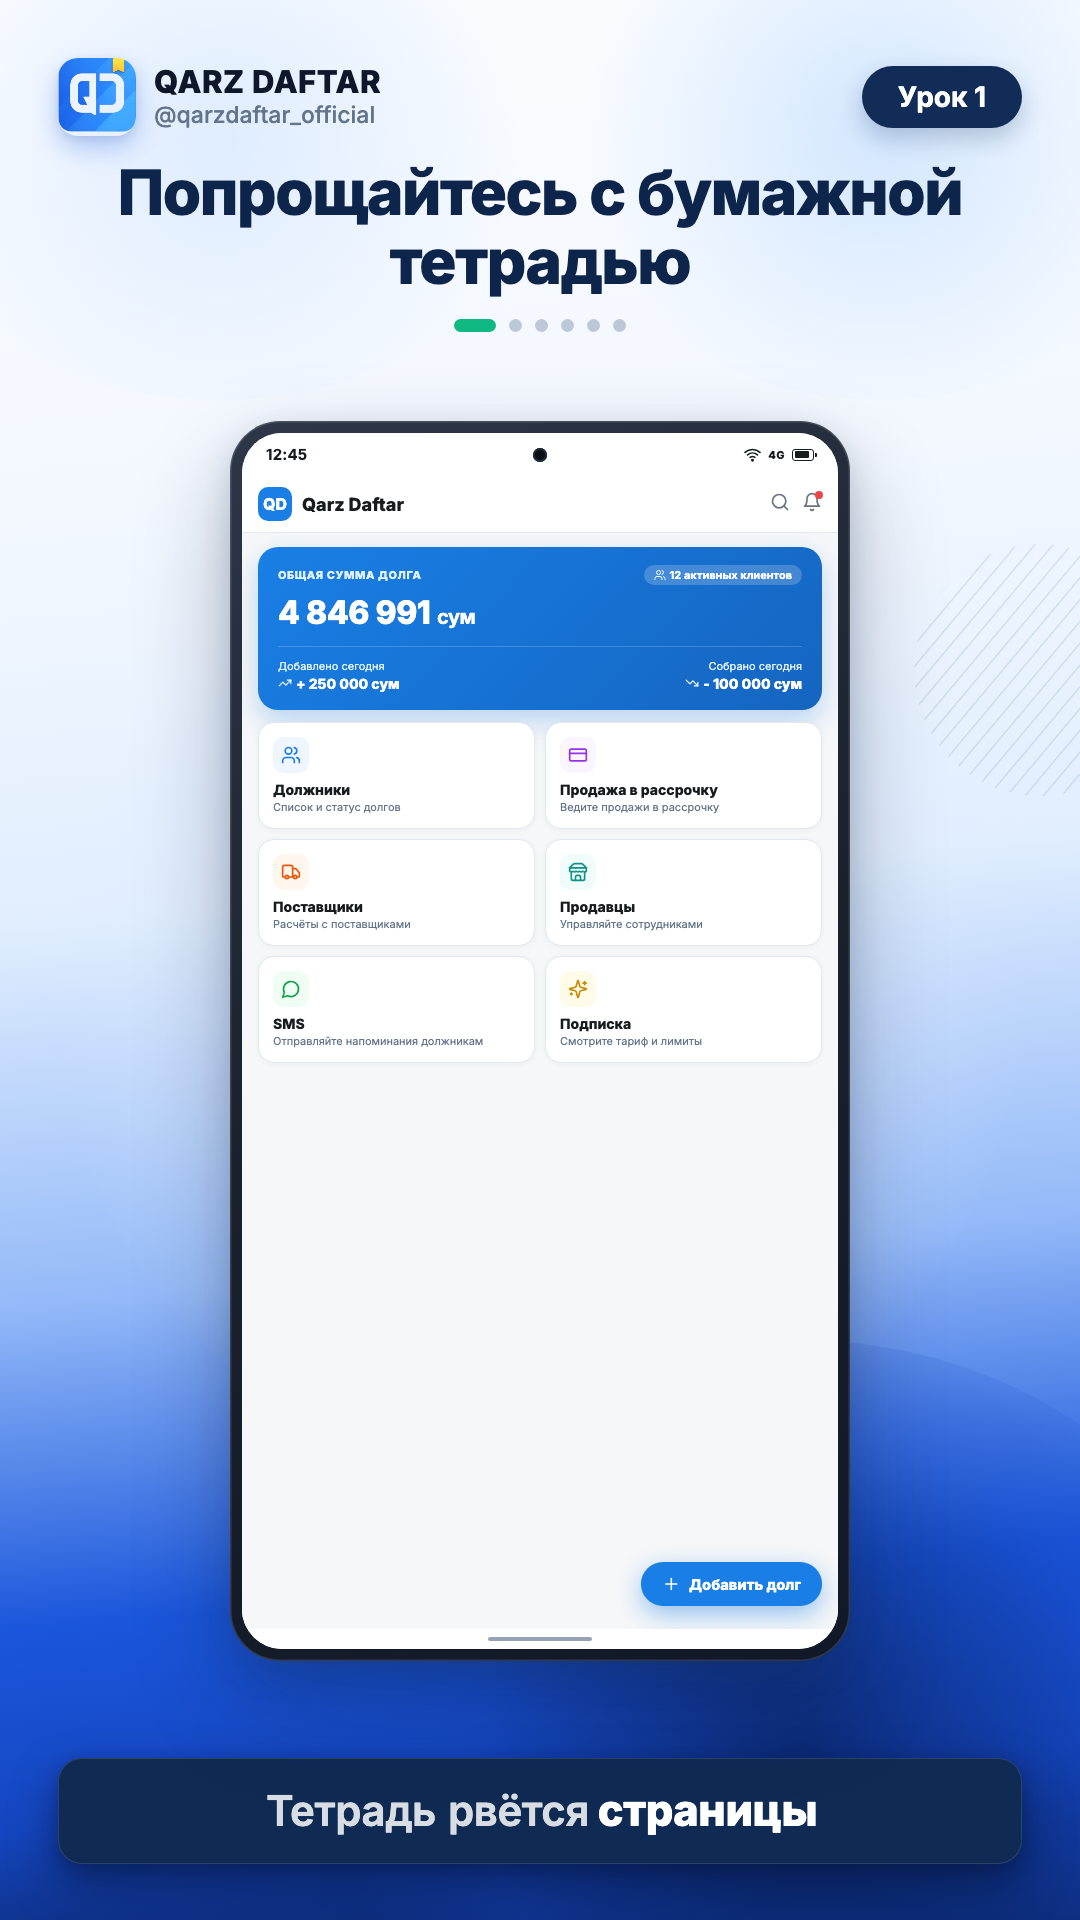 QARZ DAFTAR
@qarzdaftar_official
Урок 1
Попрощайтесь с бумажной
тетрадью
12:45
4G
QD Qarz Daftar
ОБЩАЯ СУММА ДОЛГА
12 активных клиентов
4 846 991 сум
Добавлено сегодня
Собрано сегодня
+ 250 000 сум
- 100 000 сум
Должники
Список и статус долгов
Продажа в рассрочку
Ведите продажи в рассрочку
Поставщики
Расчёты с поставщиками
Продавцы
Управляйте сотрудниками
SMS
Отправляйте напоминания должникам
Подписка
Смотрите тариф и лимиты
+ Добавить долг
Тетрадь рвётся страницы